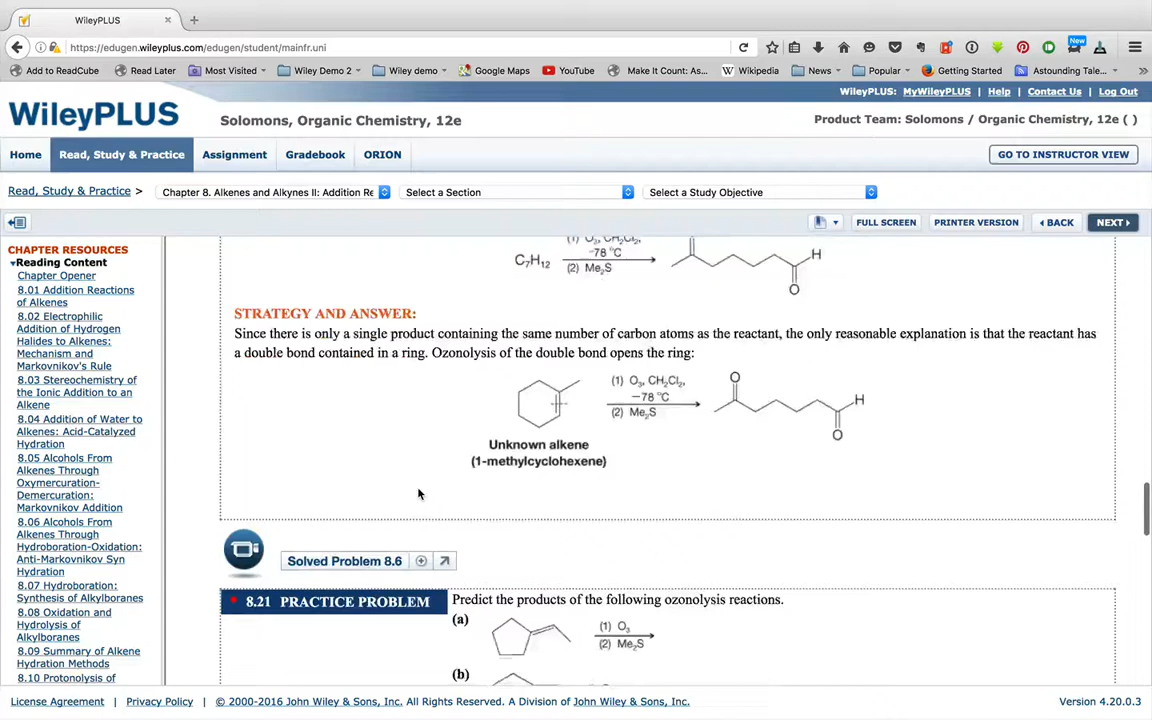 WileyPLUS
https://edugen.wileyplus.com/edugen/student/mainfr.uni
New
Add to ReadCube
Read Later
Most Visited
Wiley Demo 2
Wiley demo
Google Maps
YouTube
Make It Count: As...
Wikipedia
News
Popular
Getting Started
Astounding Tale...
WileyPLUS: MyWileyPLUS | Help | Contact Us | Log Out
WileyPLUS
Solomons, Organic Chemistry, 12e
Product Team: Solomons / Organic Chemistry, 12e ( )
Home
Read, Study & Practice
Assignment
Gradebook
ORION
GO TO INSTRUCTOR VIEW
Read, Study & Practice >
Chapter 8. Alkenes and Alkynes II: Addition Re
Select a Section
Select a Study Objective
FULL SCREEN
PRINTER VERSION
BACK
NEXT
CHAPTER RESOURCES
Reading Content
Chapter Opener
8.01 Addition Reactions
of Alkenes
8.02 Electrophilic
Addition of Hydrogen
Halides to Alkenes:
Mechanism and
Markovnikov's Rule
8.03 Stereochemistry of
the Ionic Addition to an
Alkene
8.04 Addition of Water to
Alkenes: Acid-Catalyzed
Hydration
8.05 Alcohols From
Alkenes Through
Oxymercuration-
Demercuration:
Markovnikov Addition
8.06 Alcohols From
Alkenes Through
Hydroboration-Oxidation:
Anti-Markovnikov Syn
Hydration
8.07 Hydroboration:
Synthesis of Alkylboranes
8.08 Oxidation and
Hydrolysis of
Alkylboranes
8.09 Summary of Alkene
Hydration Methods
8.10 Protonolysis of
(1) O₃, CH₂Cl₂,
C₇H₁₂
−78 °C
(2) Me₂S
H
O
STRATEGY AND ANSWER:
Since there is only a single product containing the same number of carbon atoms as the reactant, the only reasonable explanation is that the reactant has
a double bond contained in a ring. Ozonolysis of the double bond opens the ring:
(1) O₃, CH₂Cl₂,
−78 °C
(2) Me₂S
O
H
O
Unknown alkene
(1-methylcyclohexene)
Solved Problem 8.6
8.21 PRACTICE PROBLEM
Predict the products of the following ozonolysis reactions.
(a)
(1) O₃
(2) Me₂S
(b)
License Agreement | Privacy Policy | © 2000-2016 John Wiley & Sons, Inc. All Rights Reserved. A Division of John Wiley & Sons, Inc.
Version 4.20.0.3